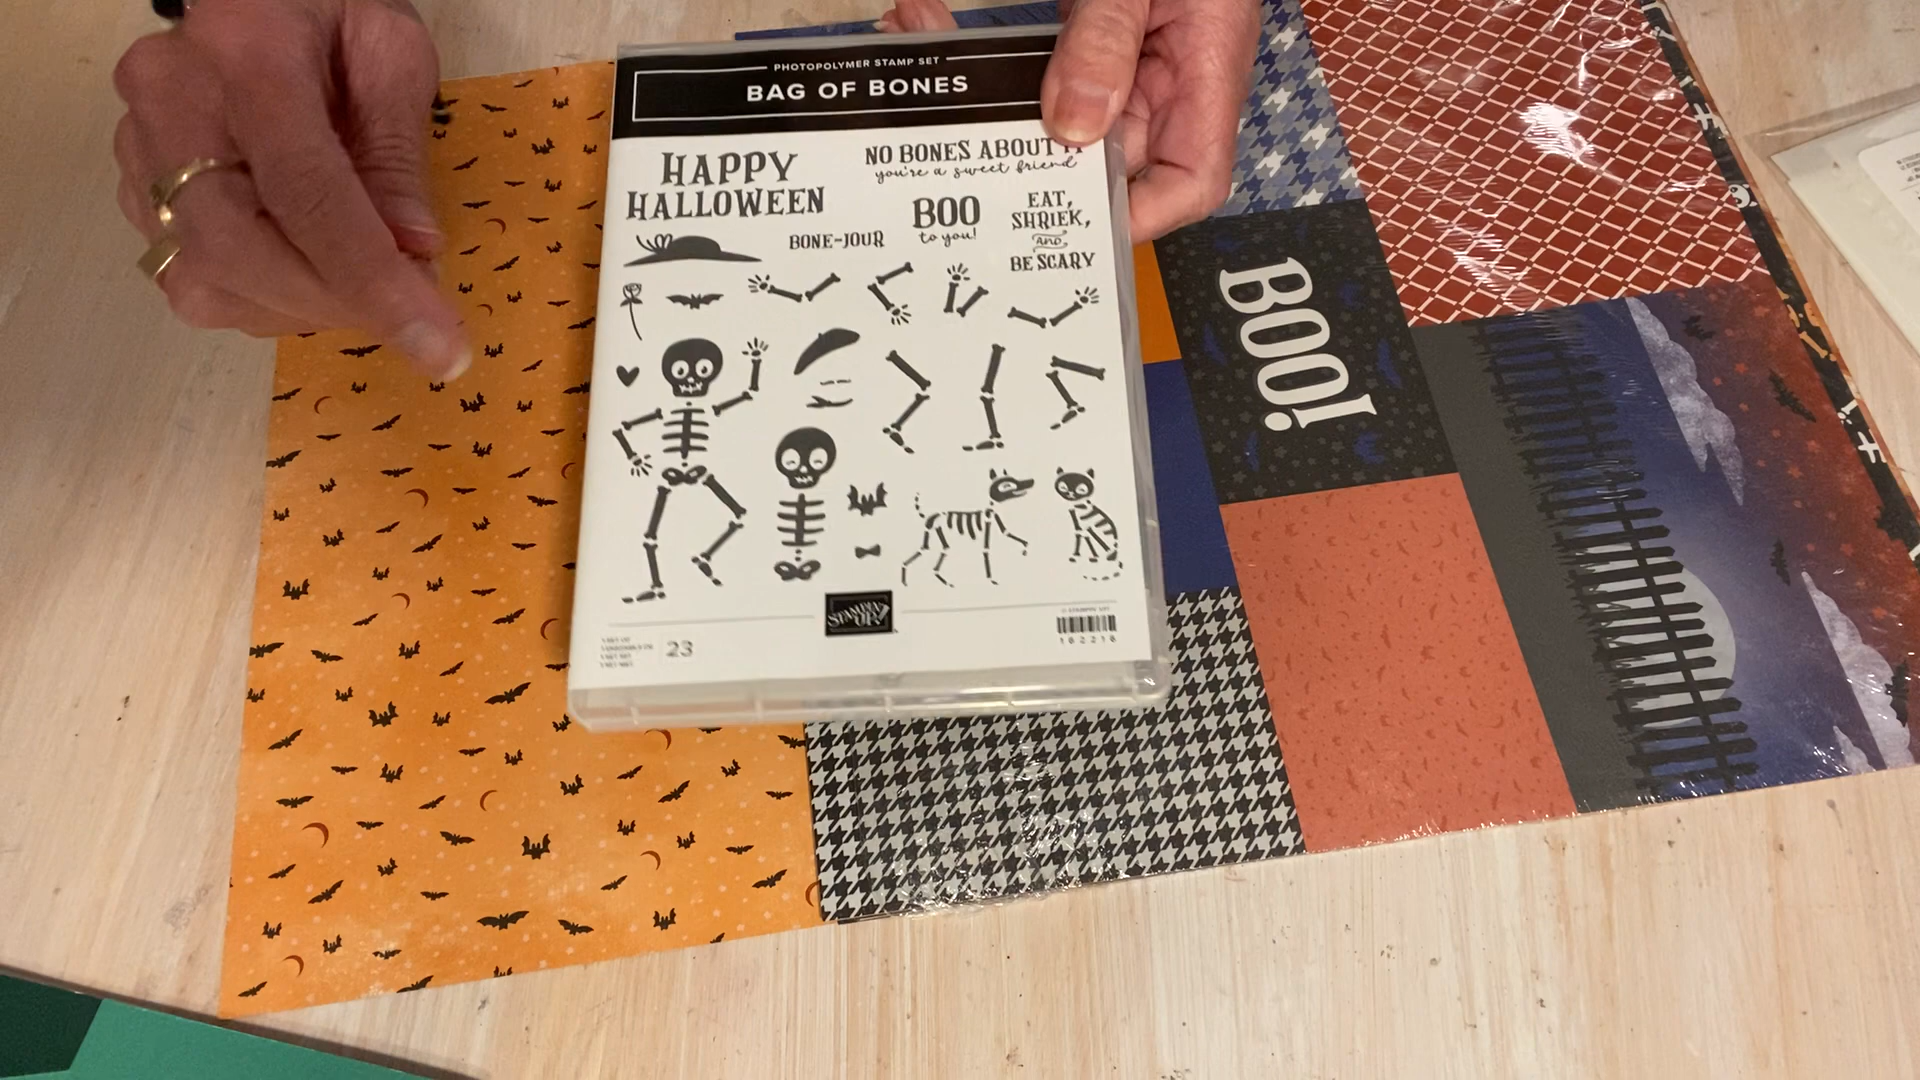 PHOTOPOLYMER STAMP SET
BAG OF BONES
HAPPY
HALLOWEEN
NO BONES ABOUT
you're a sweet friend
BONE-JOUR
BOO
to you!
EAT,
SHRIEK,
and
BE SCARY
STAMPIN' UP!
23
162216
BOO!